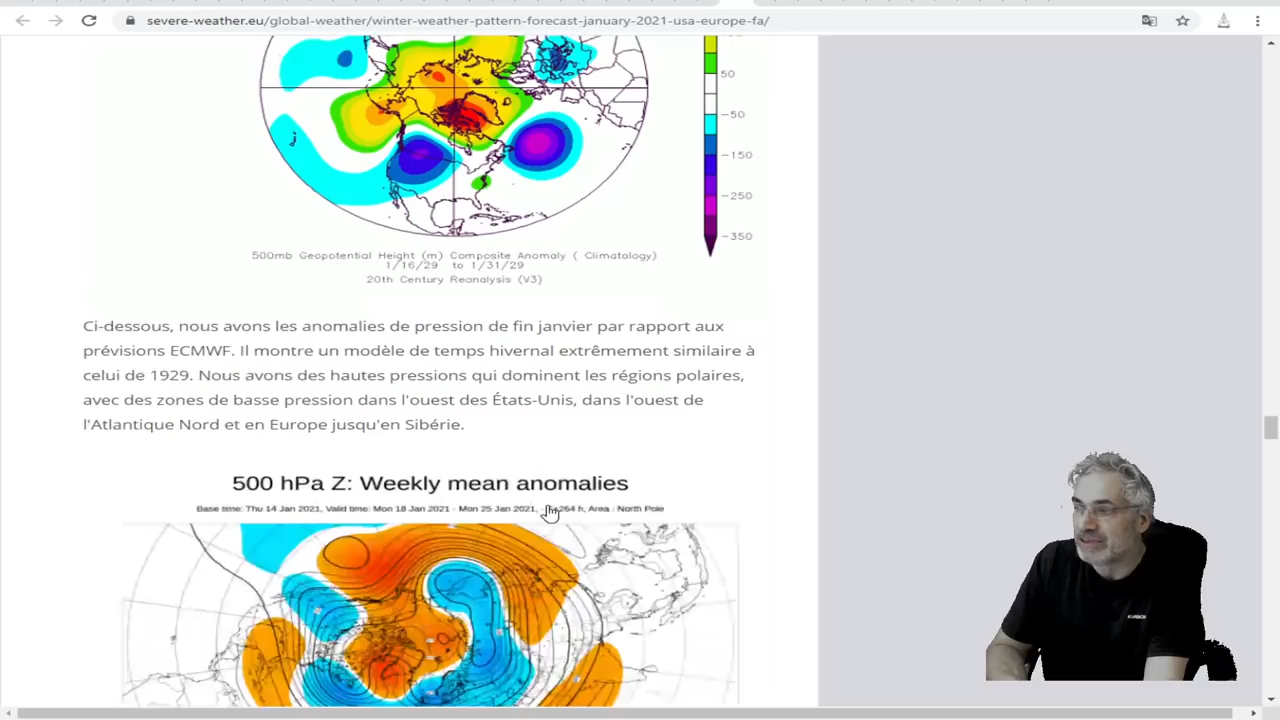 severe-weather.eu/global-weather/winter-weather-pattern-forecast-january-2021-usa-europe-fa/
50
-50
-150
-250
-350
500mb Geopotential Height (m) Composite Anomaly ( Climatology)
1/16/29 to 1/31/29
20th Century Reanalysis (V3)
Ci-dessous, nous avons les anomalies de pression de fin janvier par rapport aux
prévisions ECMWF. Il montre un modèle de temps hivernal extrêmement similaire à
celui de 1929. Nous avons des hautes pressions qui dominent les régions polaires,
avec des zones de basse pression dans l'ouest des États-Unis, dans l'ouest de
l'Atlantique Nord et en Europe jusqu'en Sibérie.
500 hPa Z: Weekly mean anomalies
Base time: Thu 14 Jan 2021, Valid time: Mon 18 Jan 2021 - Mon 25 Jan 2021, 264 h, Area : North Pole